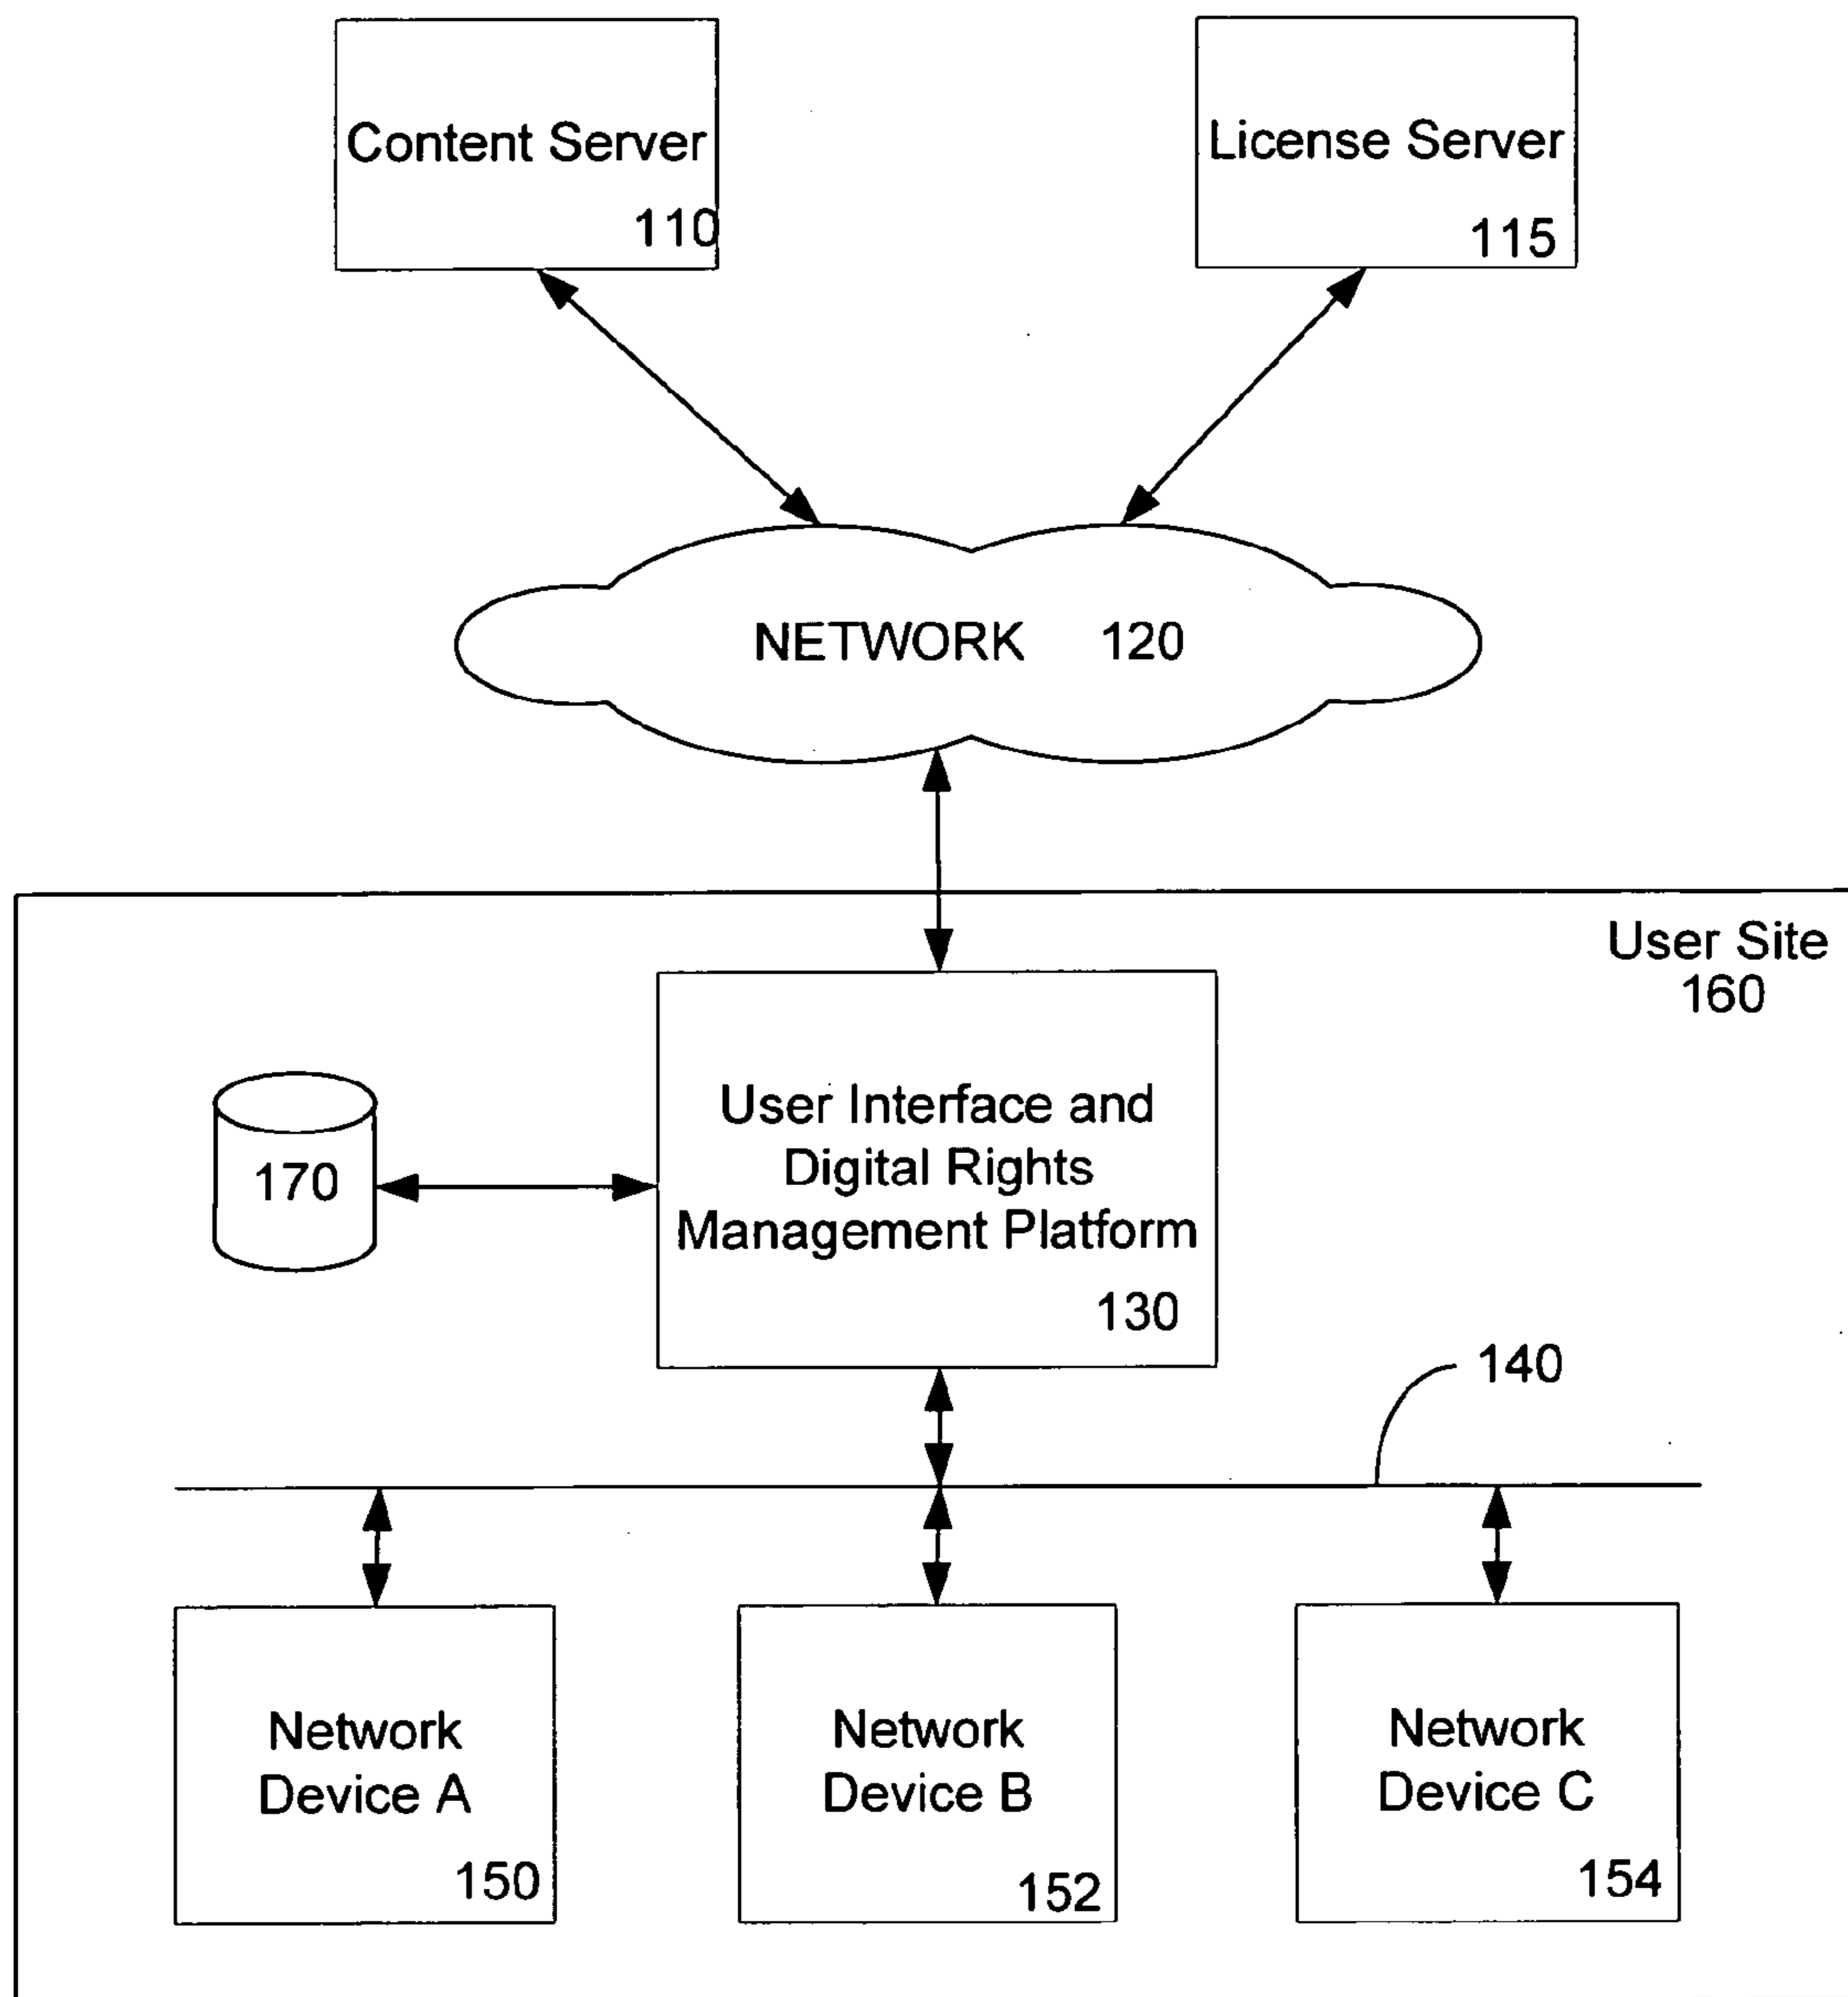 Content Server
110
License Server
115
NETWORK 120
User Site
160
170
User Interface and
Digital Rights
Management Platform
130
140
Network
Device A
150
Network
Device B
152
Network
Device C
154